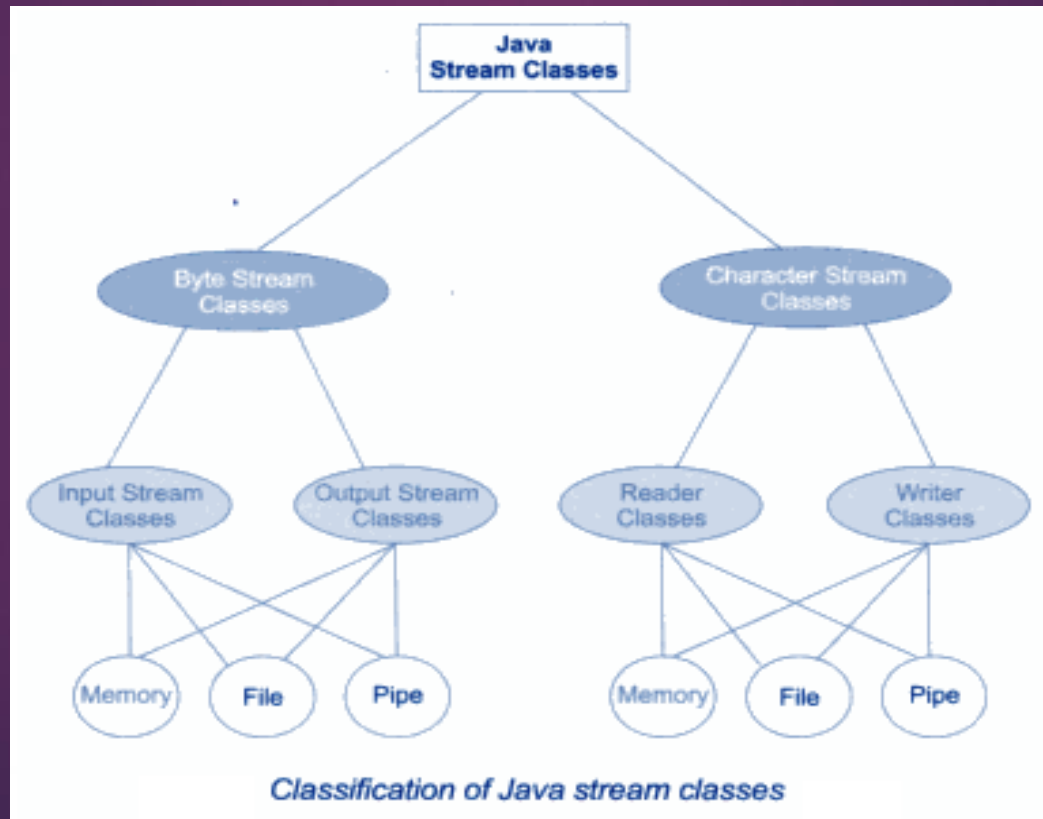 Java
Stream Classes
Byte Stream
Classes
Character Stream
Classes
Input Stream
Classes
Output Stream
Classes
Reader
Classes
Writer
Classes
Memory
File
Pipe
Memory
File
Pipe
Classification of Java stream classes